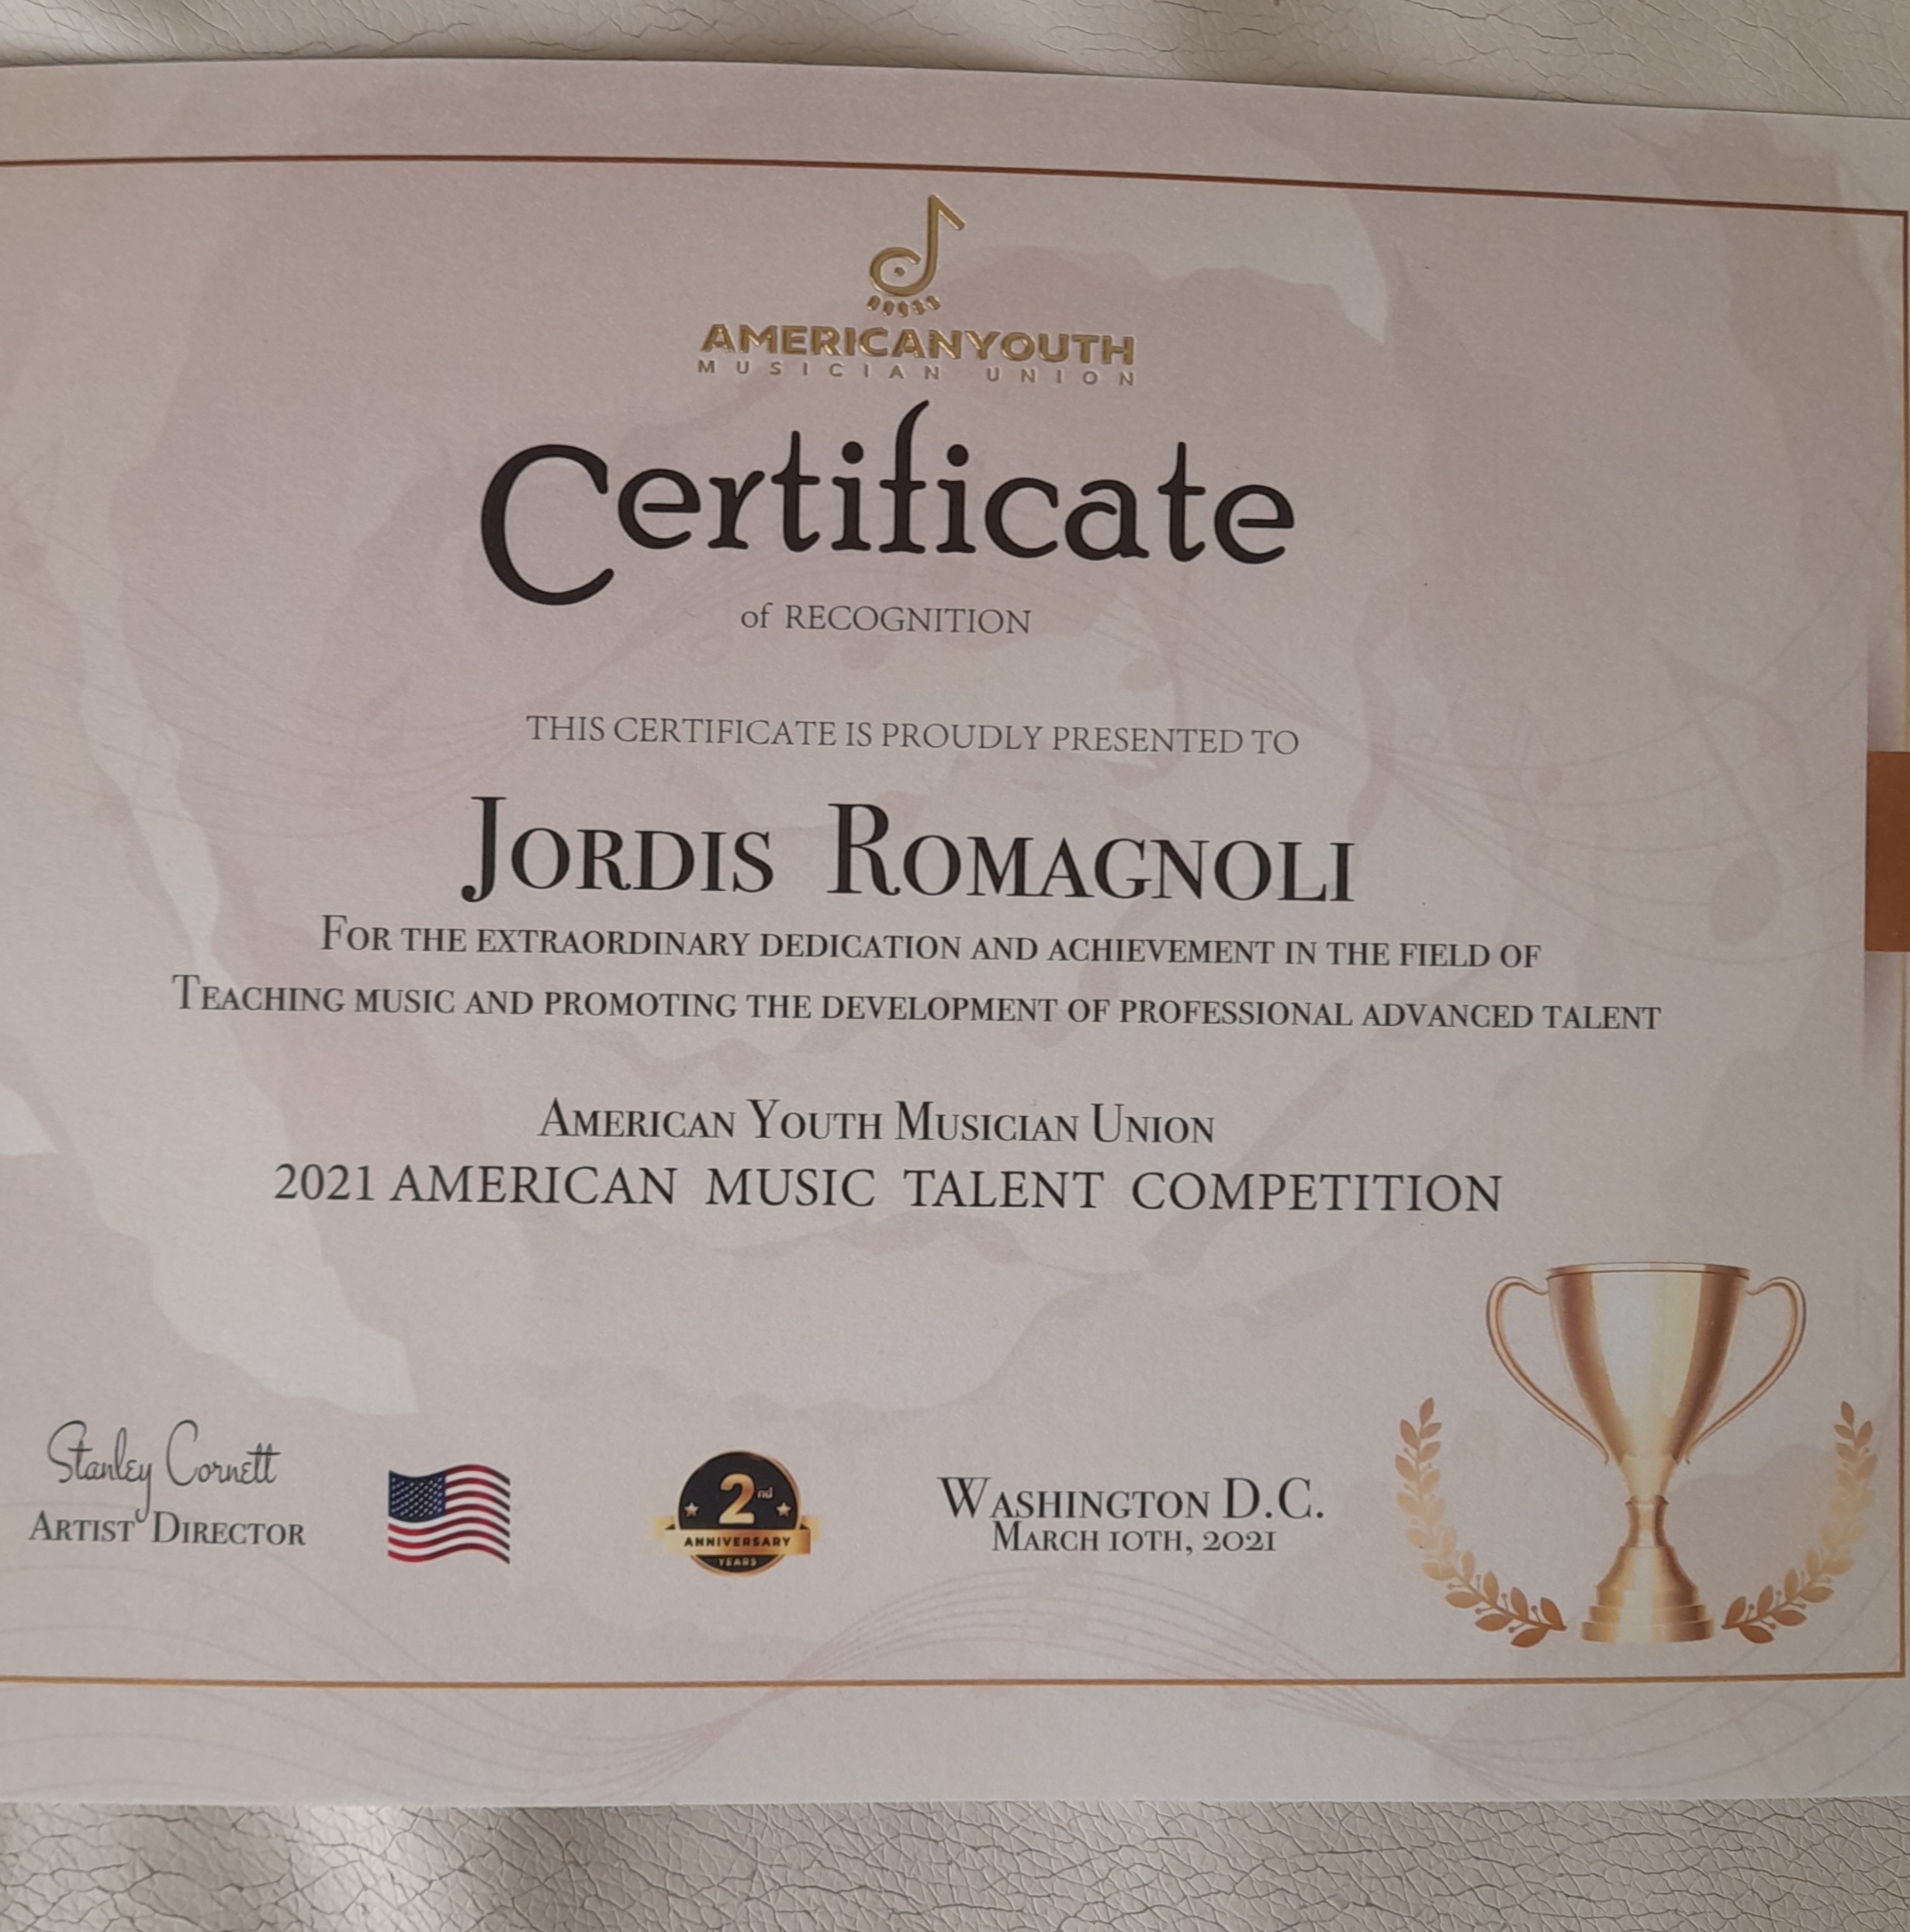 AMERICANYOUTH
MUSICIAN UNION
Certificate
of RECOGNITION
THIS CERTIFICATE IS PROUDLY PRESENTED TO
JORDIS ROMAGNOLI
FOR THE EXTRAORDINARY DEDICATION AND ACHIEVEMENT IN THE FIELD OF
TEACHING MUSIC AND PROMOTING THE DEVELOPMENT OF PROFESSIONAL ADVANCED TALENT
AMERICAN YOUTH MUSICIAN UNION
2021 AMERICAN MUSIC TALENT COMPETITION
Stanley Cornett
ARTIST DIRECTOR
2nd
ANNIVERSARY
YEARS
WASHINGTON D.C.
MARCH 10TH, 2021